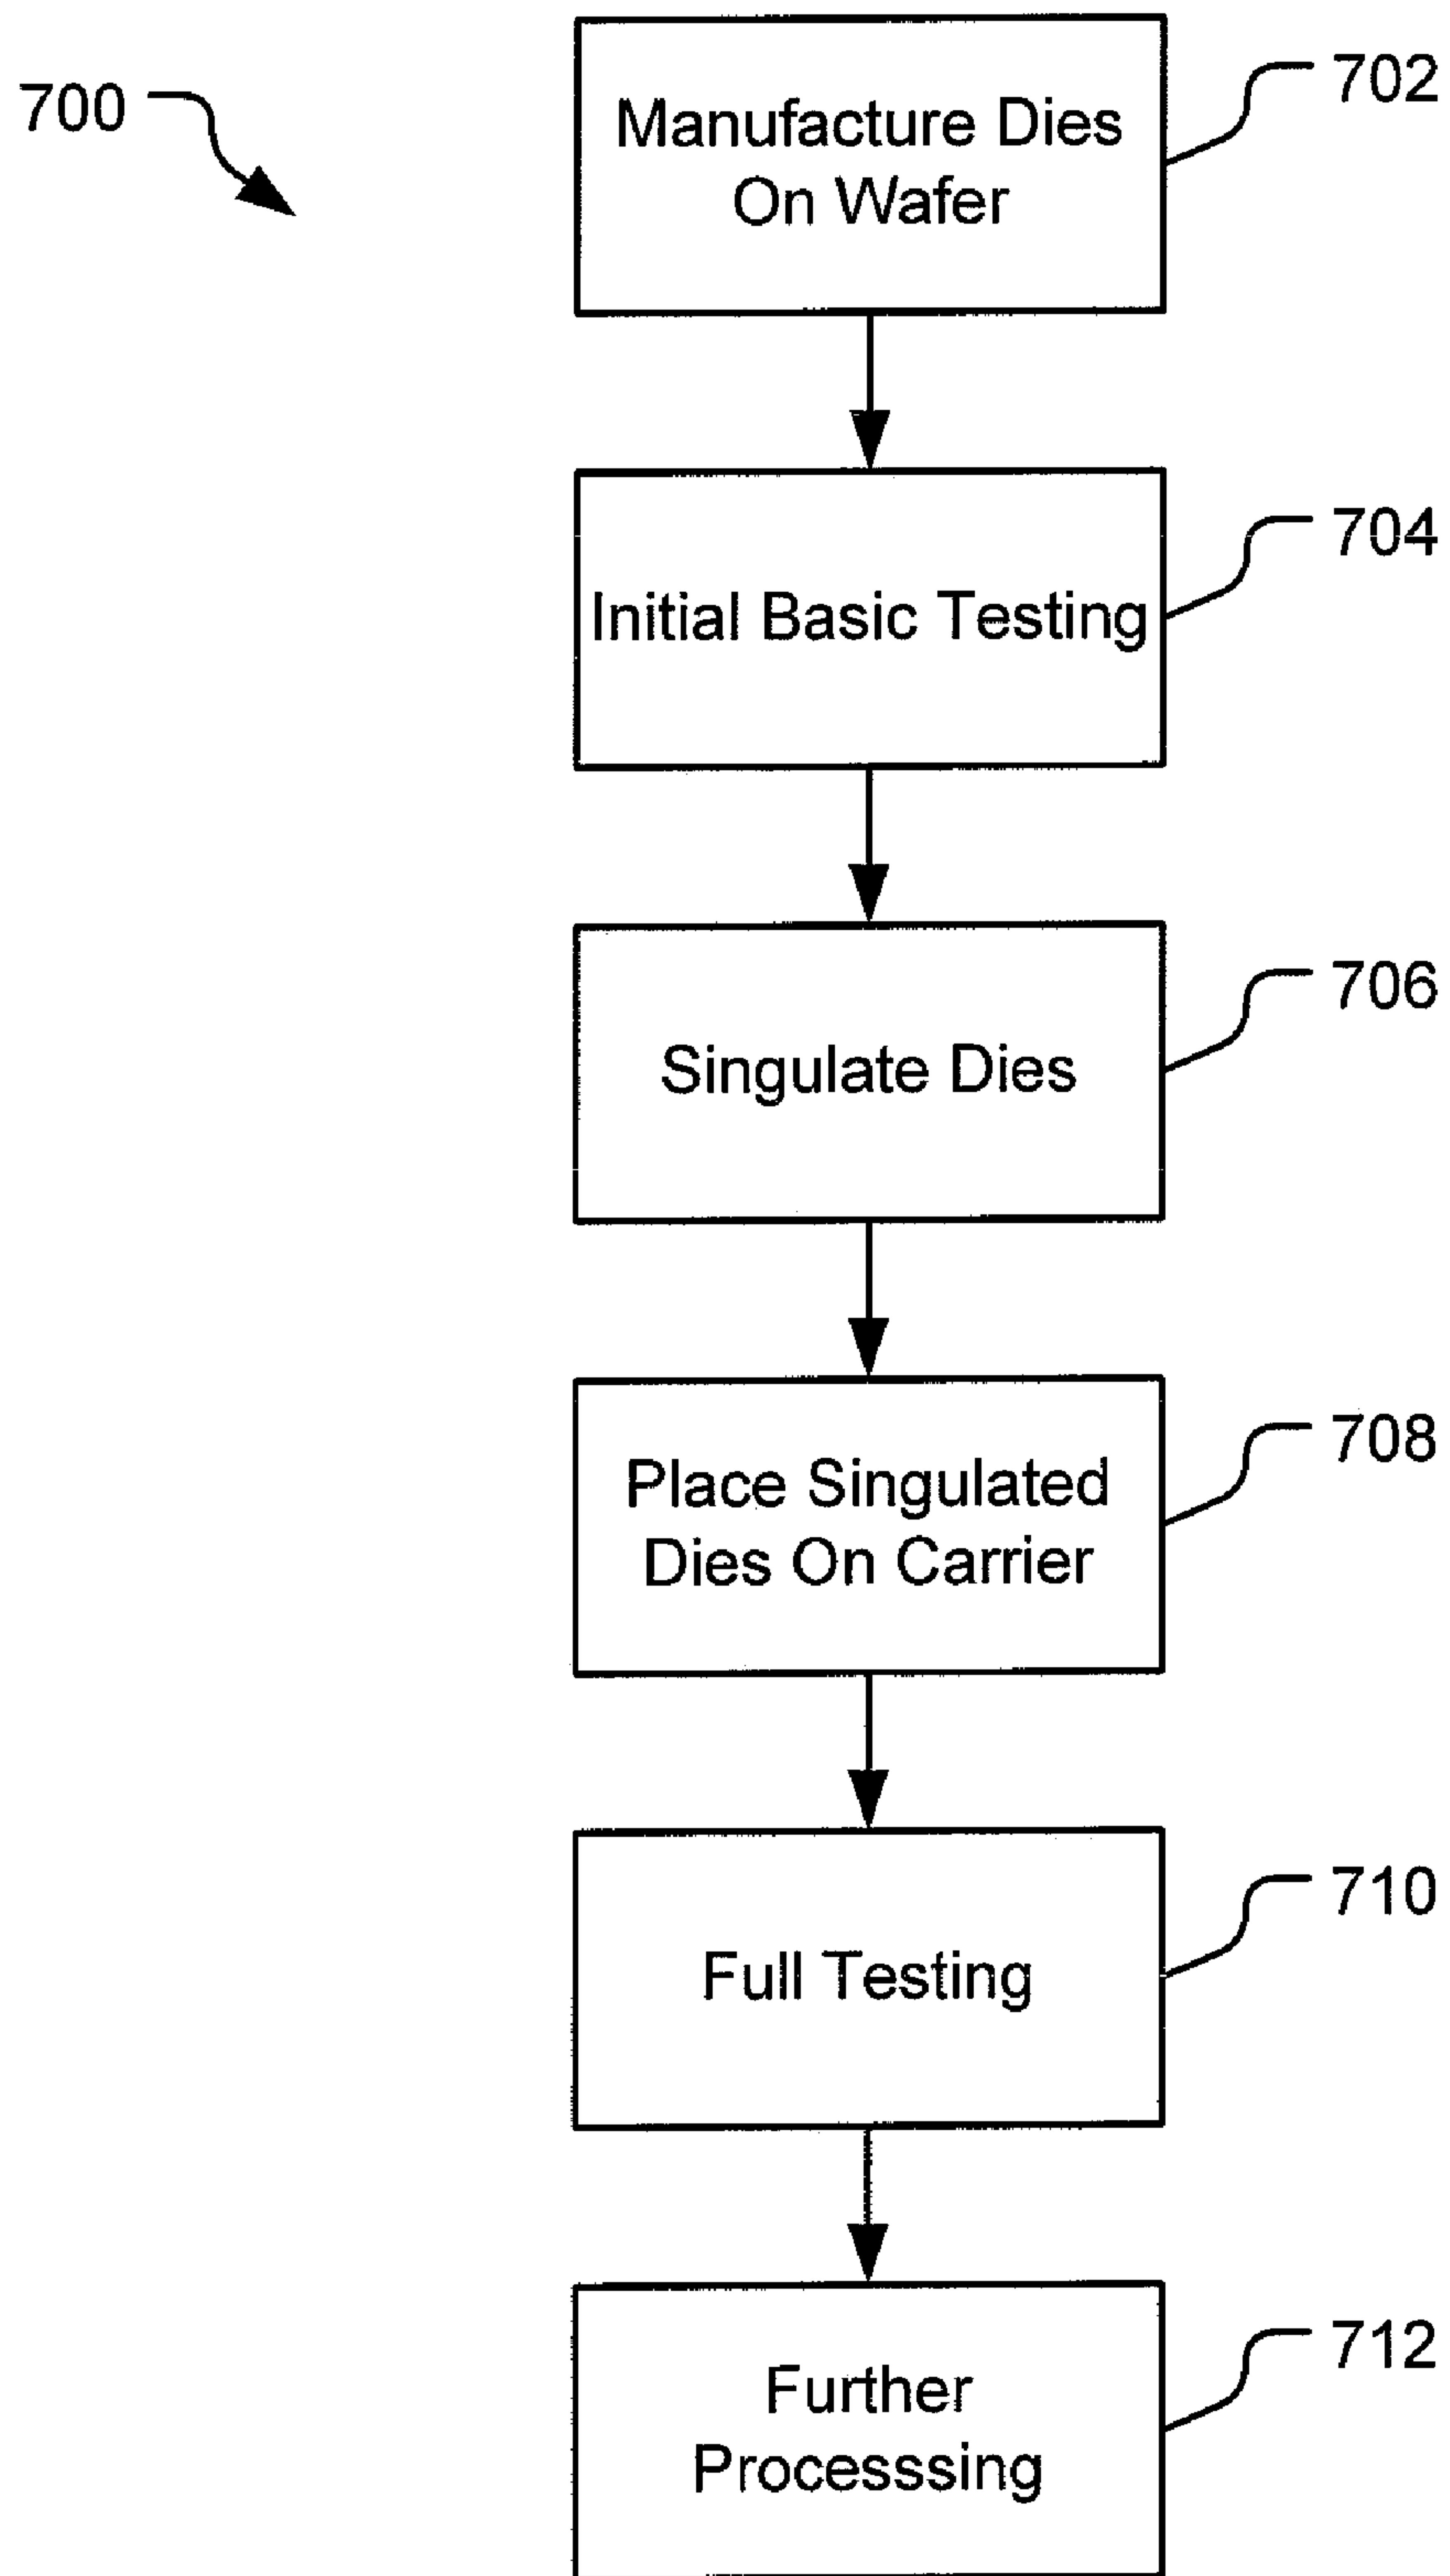 700
702
Manufacture Dies
On Wafer
704
Initial Basic Testing
706
Singulate Dies
708
Place Singulated
Dies On Carrier
710
Full Testing
712
Further
Processsing